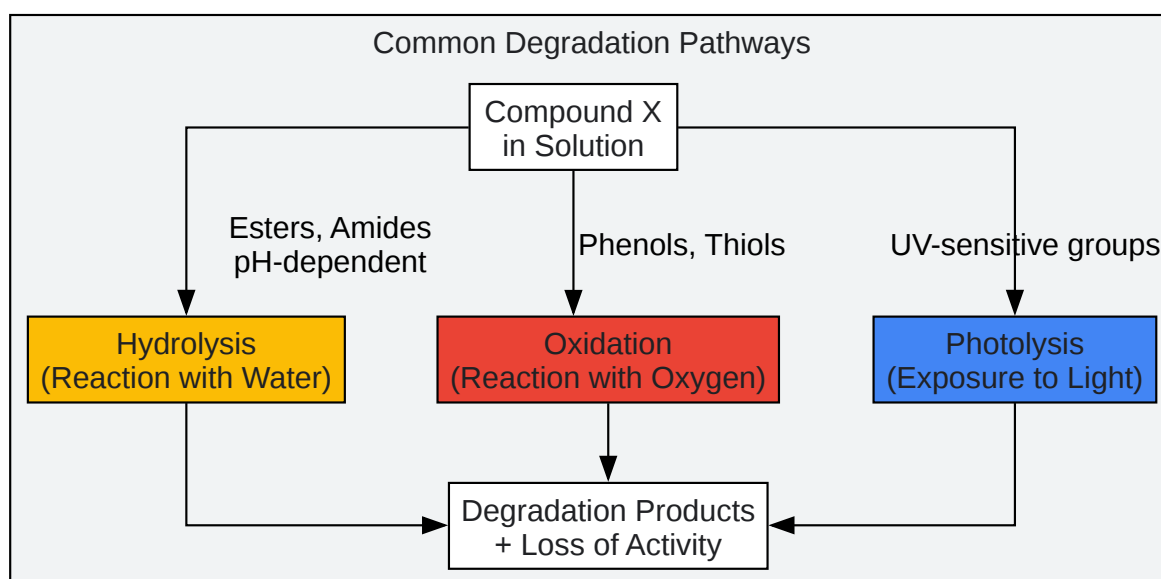 Common Degradation Pathways
Compound X
in Solution
Esters, Amides
pH-dependent
Phenols, Thiols
UV-sensitive groups
Hydrolysis
(Reaction with Water)
Oxidation
(Reaction with Oxygen)
Photolysis
(Exposure to Light)
Degradation Products
+ Loss of Activity